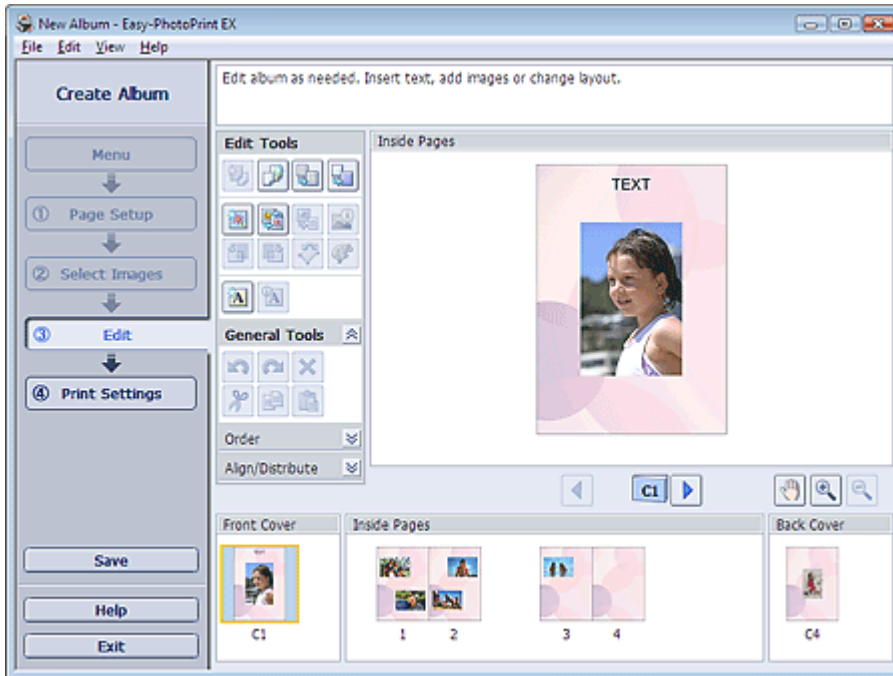 New Album - Easy-PhotoPrint EX
File Edit View Help
Create Album
Menu
① Page Setup
② Select Images
③ Edit
④ Print Settings
Save
Help
Exit
Edit album as needed. Insert text, add images or change layout.
Edit Tools
A A
General Tools
Order
Align/Distribute
Inside Pages
TEXT
C1
Front Cover
TEXT
C1
Inside Pages
1 2 3 4
Back Cover
C4